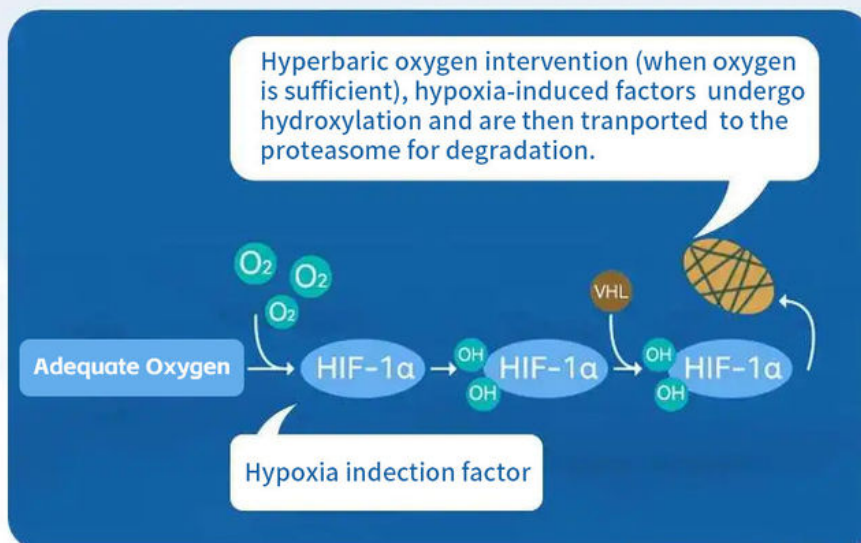 Hyperbaric oxygen intervention (when oxygen
is sufficient), hypoxia-induced factors undergo
hydroxylation and are then tranported to the
proteasome for degradation.
O2
O2
O2
VHL
Adequate Oxygen
HIF-1α
OH
OH
HIF-1α
OH
OH
HIF-1α
Hypoxia indection factor